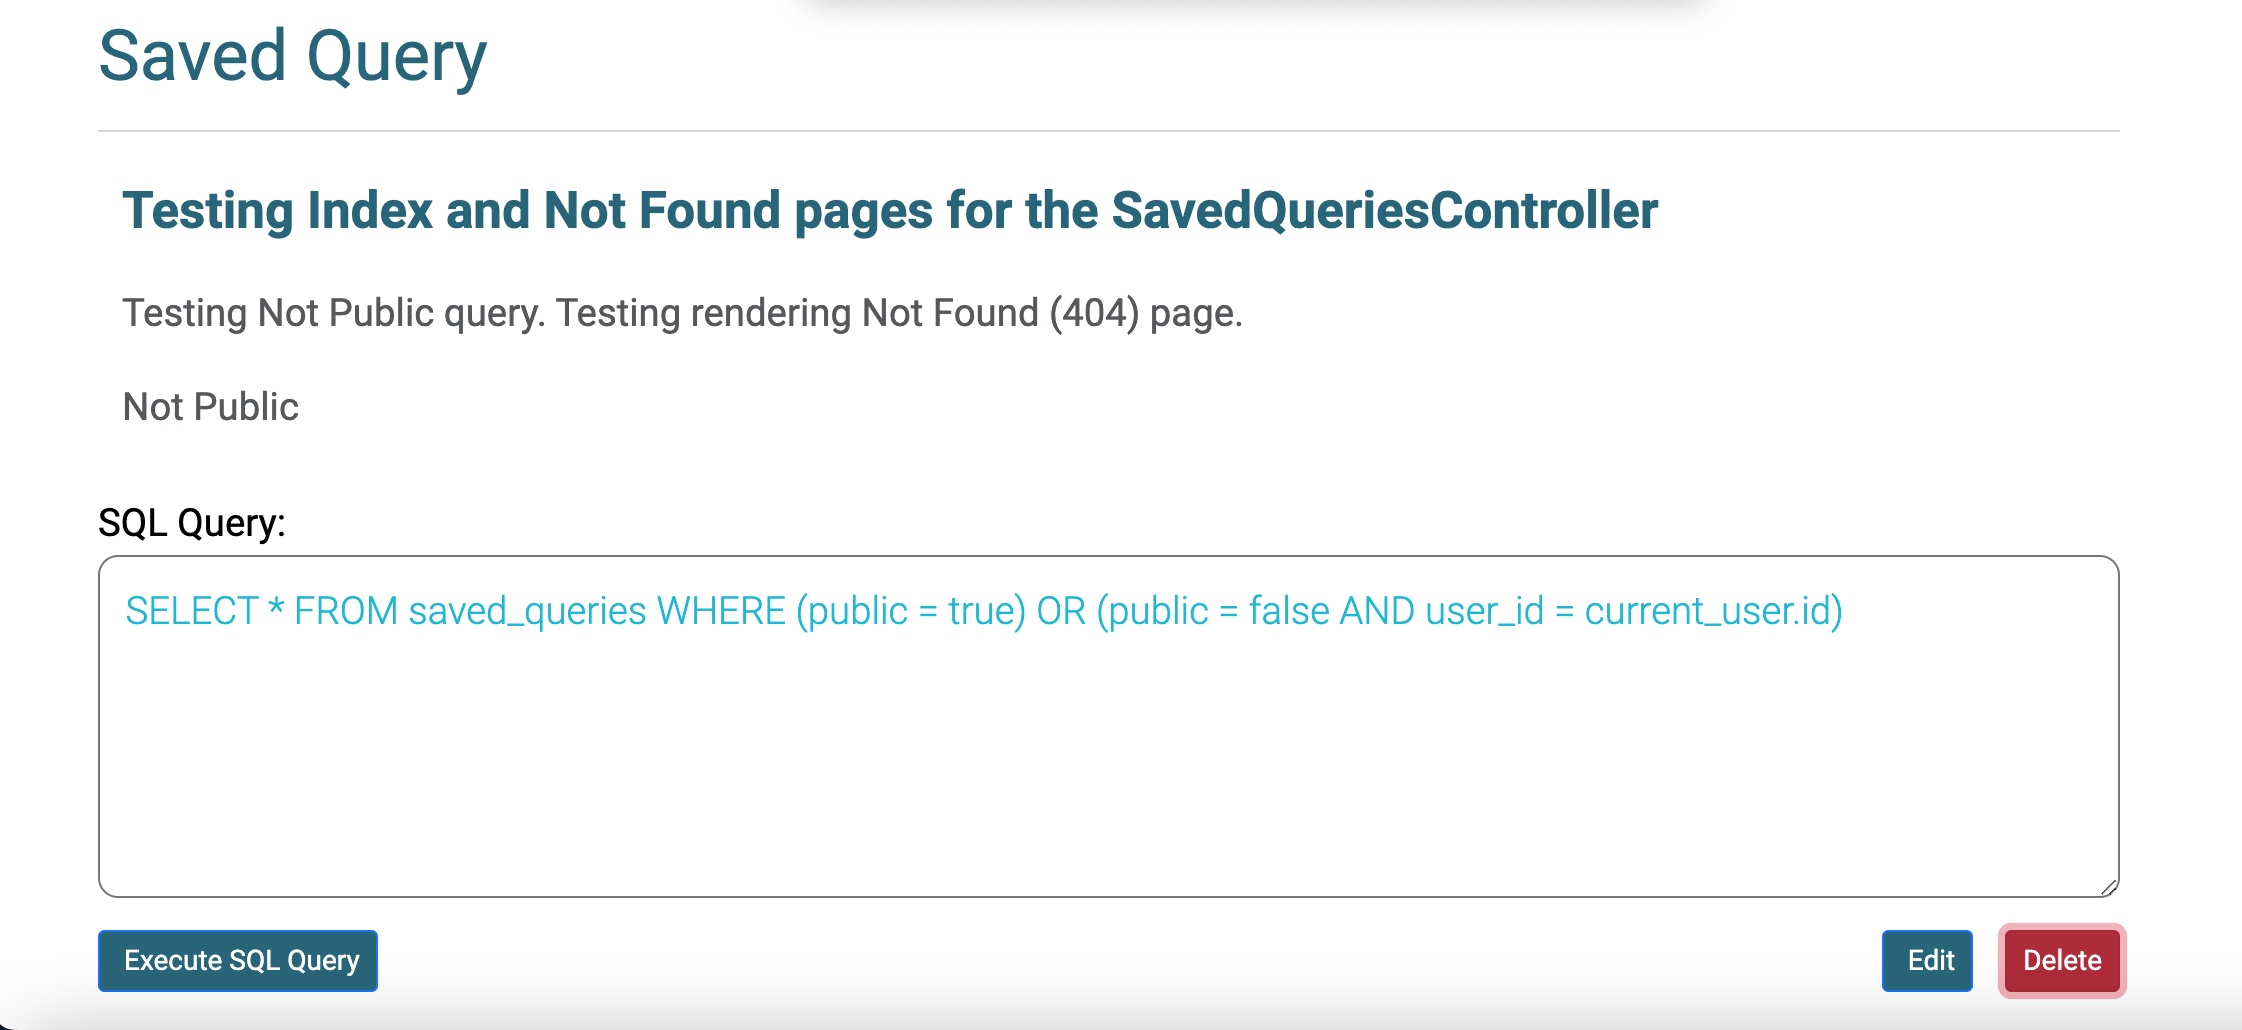 Saved Query
Testing Index and Not Found pages for the SavedQueriesController
Testing Not Public query. Testing rendering Not Found (404) page.
Not Public
SQL Query:
SELECT * FROM saved_queries WHERE (public = true) OR (public = false AND user_id = current_user.id)
Execute SQL Query
Edit
Delete